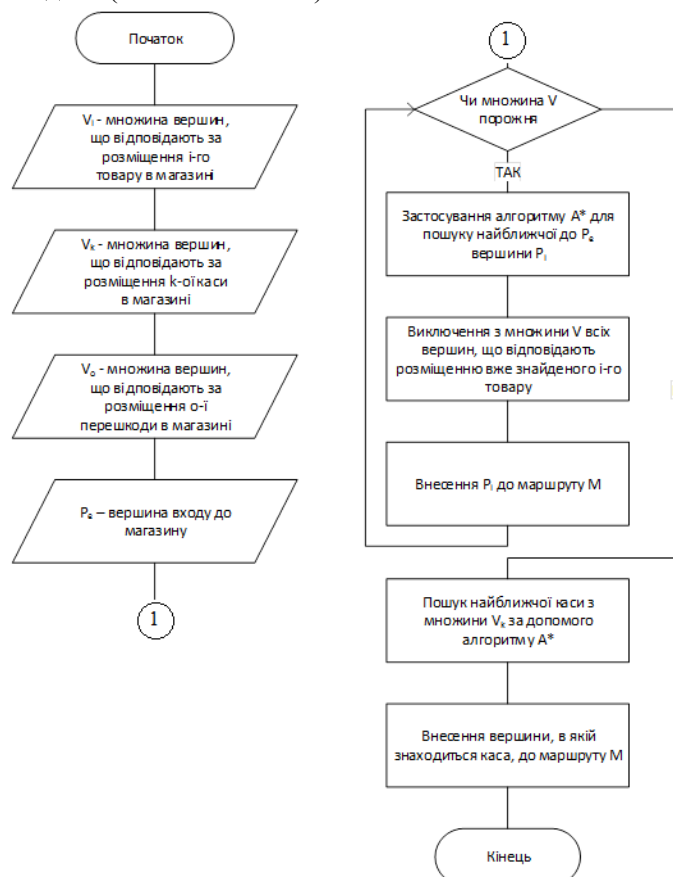 Початок
Vᵢ - множина вершин,
що відповідають за
розміщення і-го
товару в магазині
Vₖ - множина вершин,
що відповідають за
розміщення k-ої каси
в магазині
Vₒ - множина вершин,
що відповідають за
розміщення о-ї
перешкоди в магазині
Pₑ – вершина входу до
магазину
1
1
Чи множина V
порожня
ТАК
Застосування алгоритму А* для
пошуку найближчої до Pₑ
вершини Pᵢ
Виключення з множини V всіх
вершин, що відповідають
розміщенню вже знайденого і-го
товару
Внесення Pᵢ до маршруту М
Пошук найближчої каси з
множини Vₖ за допомого
алгоритму А*
Внесення вершини, в якій
знаходиться каса, до маршруту М
Кінець